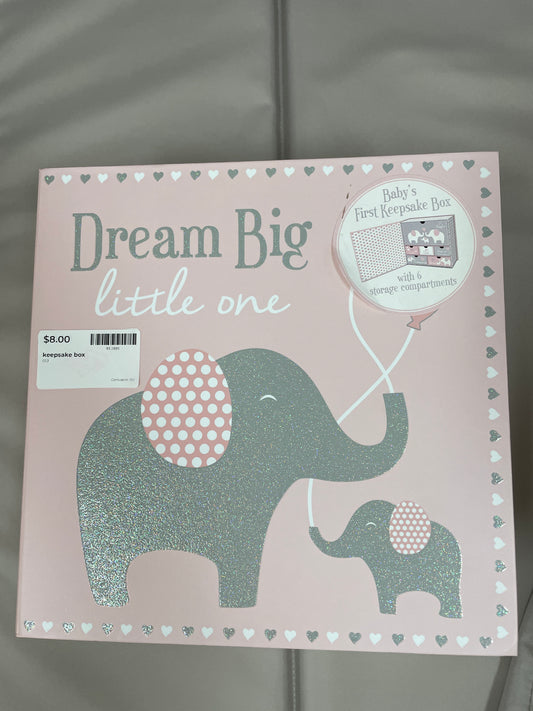 Dream Big
little one
Baby's
First Keepsake Box
with 6
storage compartments
$8.00
keepsake box